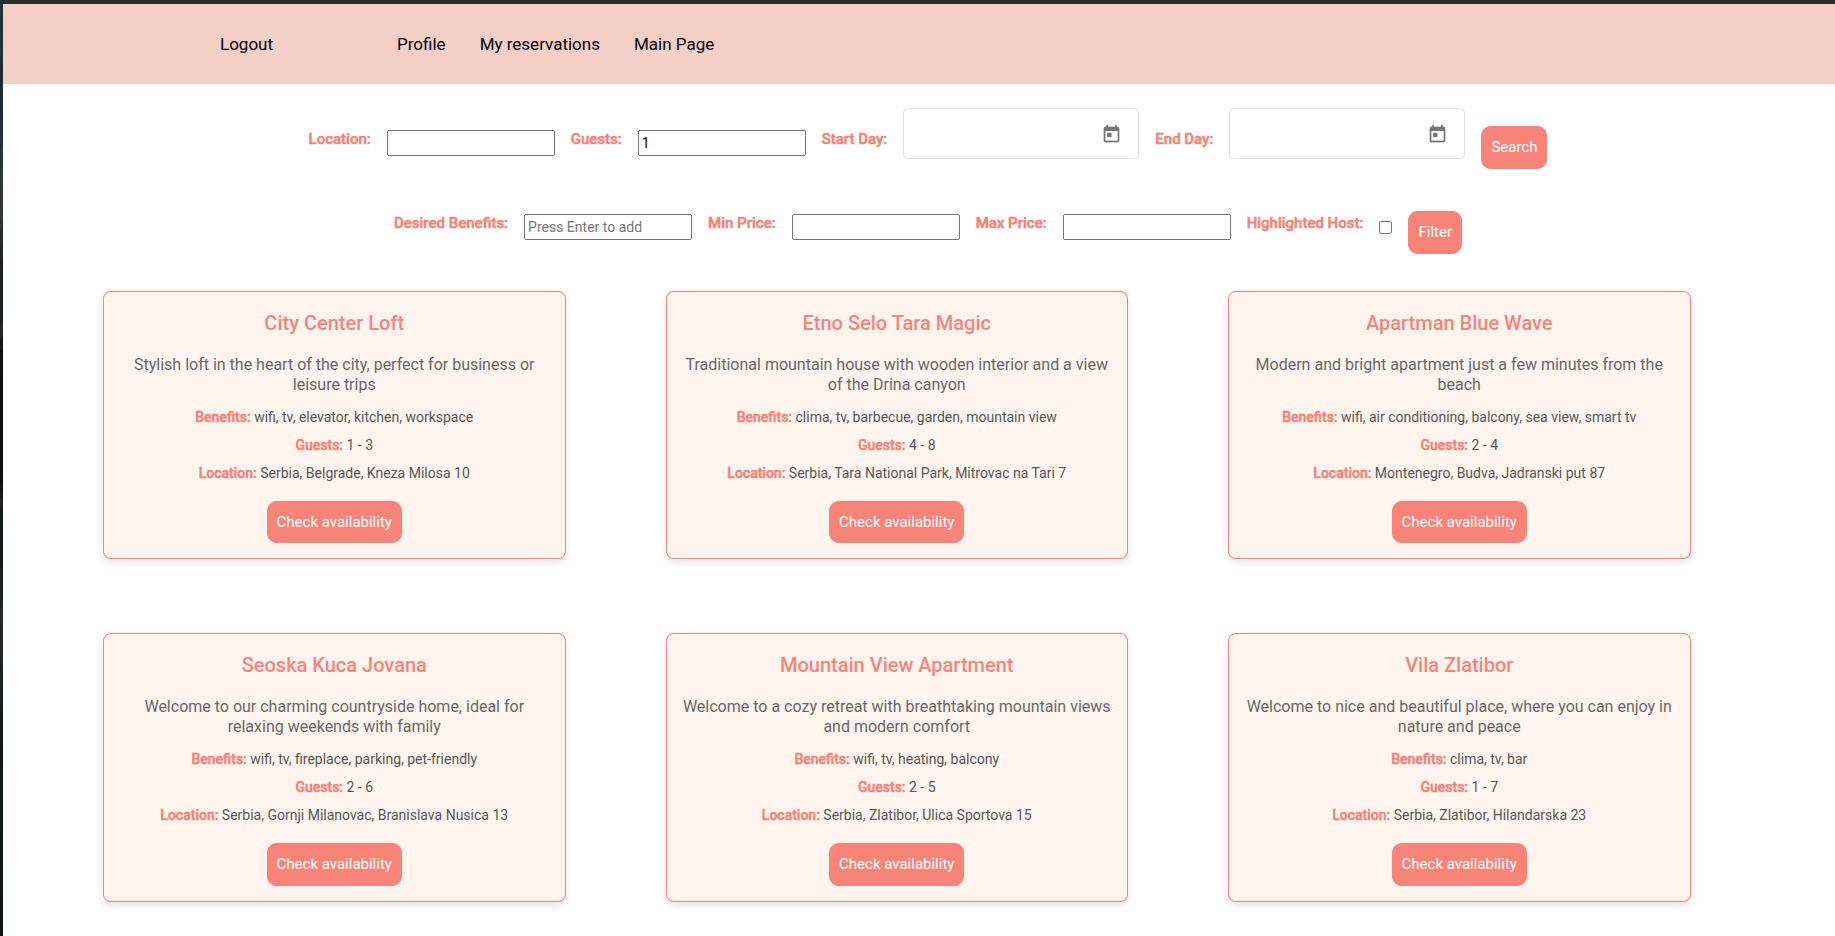 Logout Profile My reservations Main Page
Location: Guests: 1 Start Day: End Day: Search
Desired Benefits: Press Enter to add Min Price: Max Price: Highlighted Host: Filter
City Center Loft
Stylish loft in the heart of the city, perfect for business or
leisure trips
Benefits: wifi, tv, elevator, kitchen, workspace
Guests: 1 - 3
Location: Serbia, Belgrade, Kneza Milosa 10
Check availability
Etno Selo Tara Magic
Traditional mountain house with wooden interior and a view
of the Drina canyon
Benefits: clima, tv, barbecue, garden, mountain view
Guests: 4 - 8
Location: Serbia, Tara National Park, Mitrovac na Tari 7
Check availability
Apartman Blue Wave
Modern and bright apartment just a few minutes from the
beach
Benefits: wifi, air conditioning, balcony, sea view, smart tv
Guests: 2 - 4
Location: Montenegro, Budva, Jadranski put 87
Check availability
Seoska Kuca Jovana
Welcome to our charming countryside home, ideal for
relaxing weekends with family
Benefits: wifi, tv, fireplace, parking, pet-friendly
Guests: 2 - 6
Location: Serbia, Gornji Milanovac, Branislava Nusica 13
Check availability
Mountain View Apartment
Welcome to a cozy retreat with breathtaking mountain views
and modern comfort
Benefits: wifi, tv, heating, balcony
Guests: 2 - 5
Location: Serbia, Zlatibor, Ulica Sportova 15
Check availability
Vila Zlatibor
Welcome to nice and beautiful place, where you can enjoy in
nature and peace
Benefits: clima, tv, bar
Guests: 1 - 7
Location: Serbia, Zlatibor, Hilandarska 23
Check availability